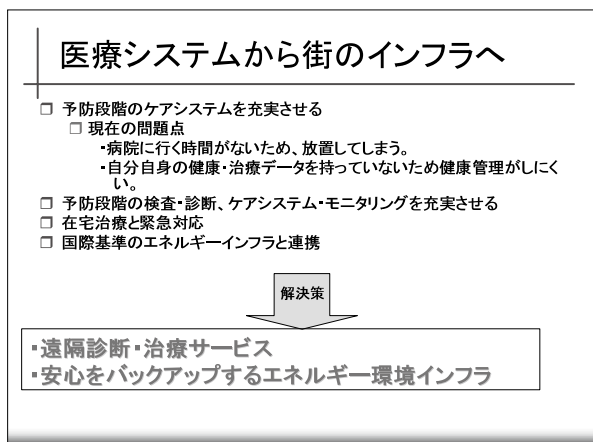 医療システムから街のインフラへ
□ 予防段階のケアシステムを充実させる
□ 現在の問題点
・病院に行く時間がないため、放置してしまう。
・自分自身の健康・治療データを持っていないため健康管理がしにく
い。
□ 予防段階の検査・診断、ケアシステム・モニタリングを充実させる
□ 在宅治療と緊急対応
□ 国際基準のエネルギーインフラと連携
解決策
・遠隔診断・治療サービス
・安心をバックアップするエネルギー環境インフラ